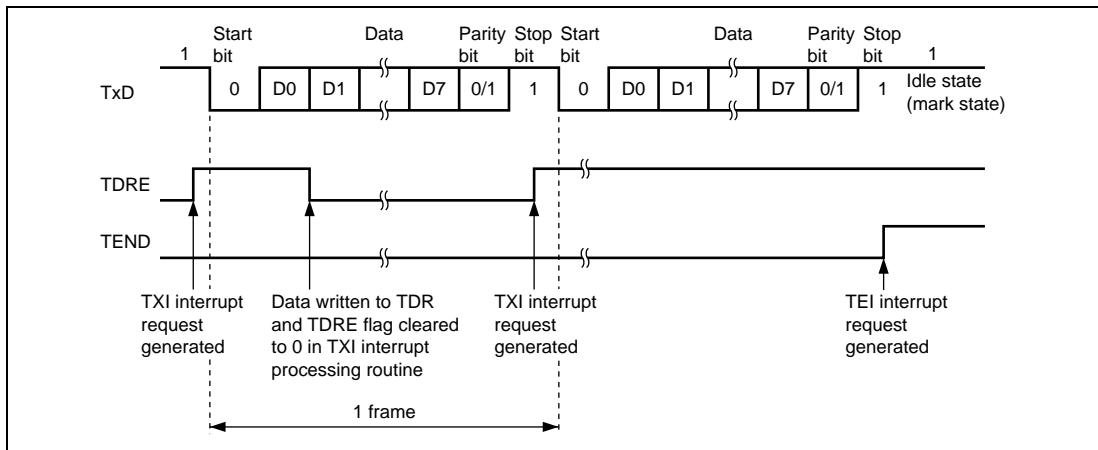 Start bit Data Parity bit Stop bit Start bit Data Parity bit Stop bit
1 1
TxD 0 D0 D1 D7 0/1 1 0 D0 D1 D7 0/1 1 Idle state (mark state)
TDRE
TEND
TXI interrupt request generated
Data written to TDR and TDRE flag cleared to 0 in TXI interrupt processing routine
TXI interrupt request generated
TEI interrupt request generated
1 frame